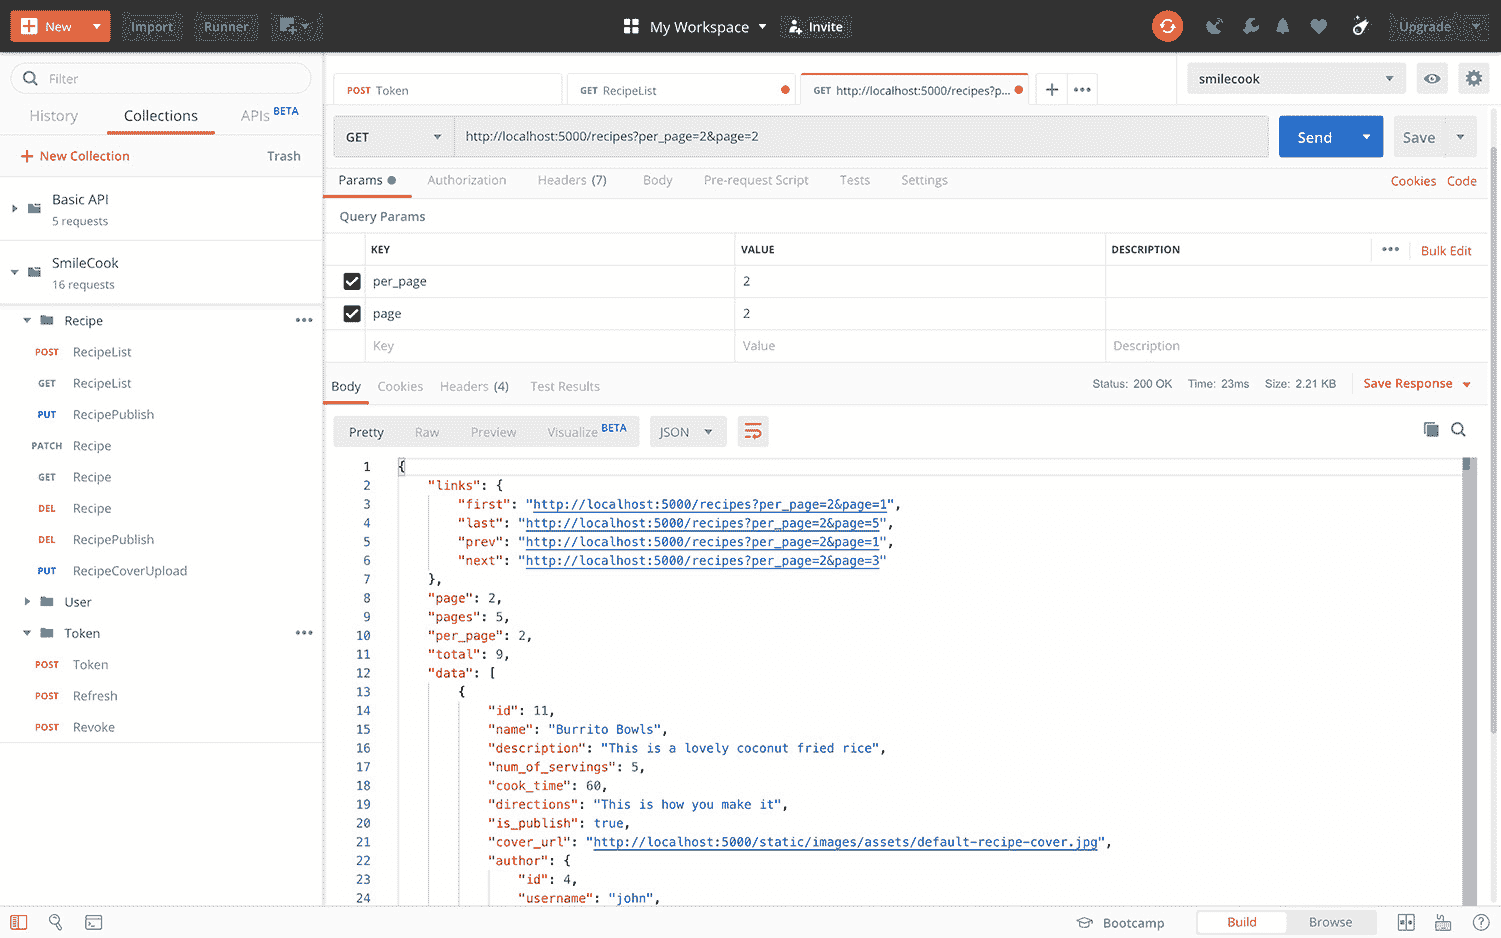 New Import Runner My Workspace Invite Upgrade
Filter
History Collections APIs BETA
New Collection Trash
Basic API
5 requests
SmileCook
16 requests
Recipe
POST RecipeList
GET RecipeList
PUT RecipePublish
PATCH Recipe
GET Recipe
DEL Recipe
DEL RecipePublish
PUT RecipeCoverUpload
User
Token
POST Token
POST Refresh
POST Revoke
POST Token GET RecipeList GET http://localhost:5000/recipes?p... smilecook
GET http://localhost:5000/recipes?per_page=2&page=2 Send Save
Params Authorization Headers (7) Body Pre-request Script Tests Settings Cookies Code
Query Params
KEY VALUE DESCRIPTION Bulk Edit
per_page 2
page 2
Key Value Description
Body Cookies Headers (4) Test Results Status: 200 OK Time: 23ms Size: 2.21 KB Save Response
Pretty Raw Preview Visualize BETA JSON
1 {
2 "links": {
3 "first": "http://localhost:5000/recipes?per_page=2&page=1",
4 "last": "http://localhost:5000/recipes?per_page=2&page=5",
5 "prev": "http://localhost:5000/recipes?per_page=2&page=1",
6 "next": "http://localhost:5000/recipes?per_page=2&page=3"
7 },
8 "page": 2,
9 "pages": 5,
10 "per_page": 2,
11 "total": 9,
12 "data": [
13 {
14 "id": 11,
15 "name": "Burrito Bowls",
16 "description": "This is a lovely coconut fried rice",
17 "num_of_servings": 5,
18 "cook_time": 60,
19 "directions": "This is how you make it",
20 "is_publish": true,
21 "cover_url": "http://localhost:5000/static/images/assets/default-recipe-cover.jpg",
22 "author": {
23 "id": 4,
24 "username": "john",
Bootcamp Build Browse